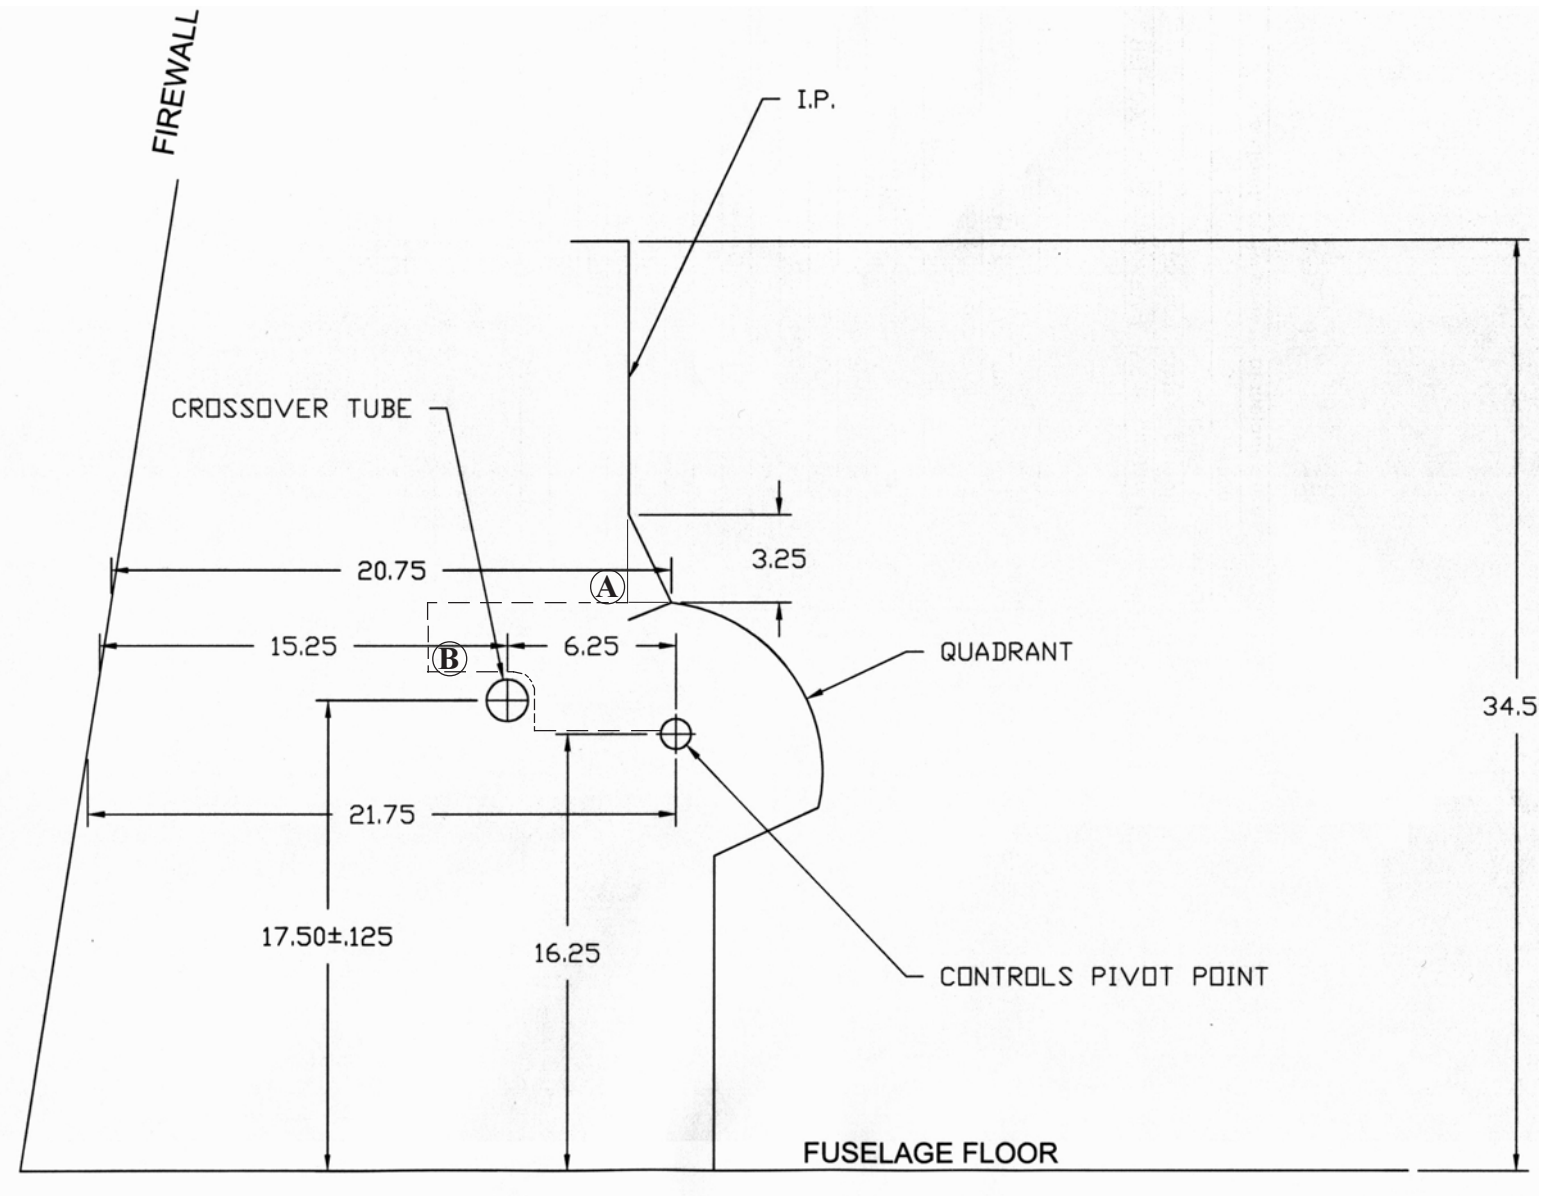 FIREWALL
I.P.
CROSSOVER TUBE
3.25
20.75
A
15.25
6.25
B
QUADRANT
34.5
21.75
17.50±.125
16.25
CONTROLS PIVOT POINT
FUSELAGE FLOOR